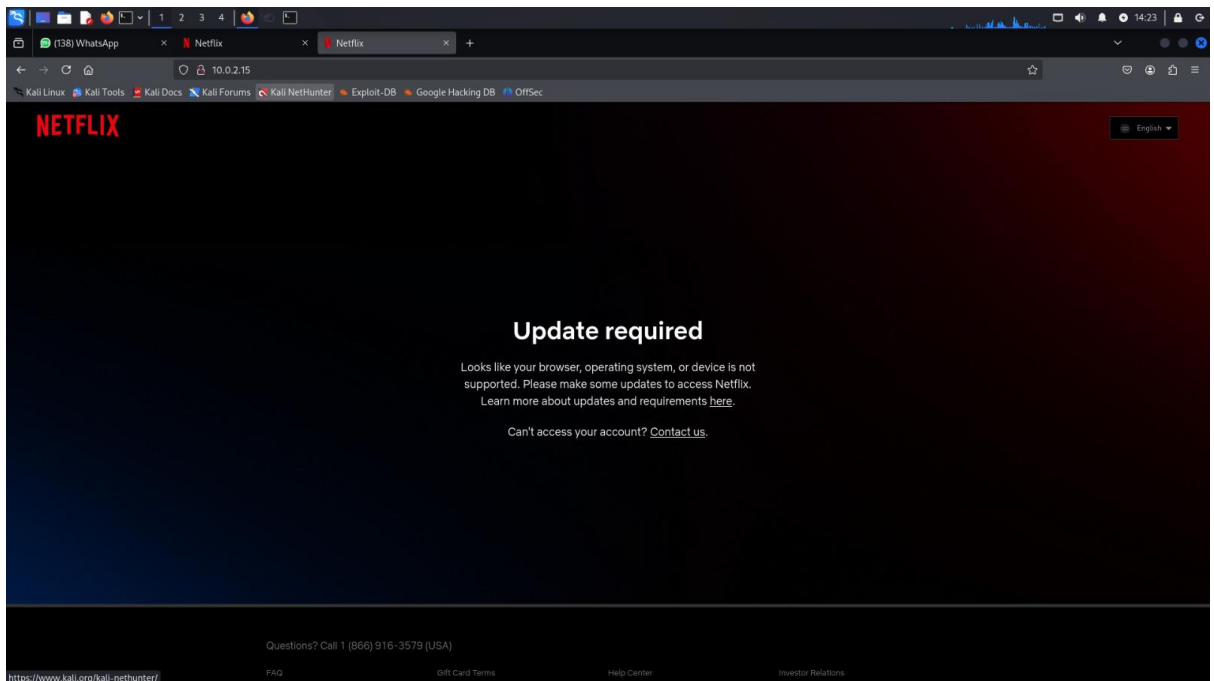 1 2 3 4
14:23
(138) WhatsApp
Netflix
Netflix
10.0.2.15
Kali Linux Kali Tools Kali Docs Kali Forums Kali NetHunter Exploit-DB Google Hacking DB OffSec
NETFLIX
English
Update required
Looks like your browser, operating system, or device is not
supported. Please make some updates to access Netflix.
Learn more about updates and requirements here.
Can't access your account? Contact us.
Questions? Call 1 (866) 916-3579 (USA)
FAQ Gift Card Terms Help Center Investor Relations
https://www.kali.org/kali-nethunter/